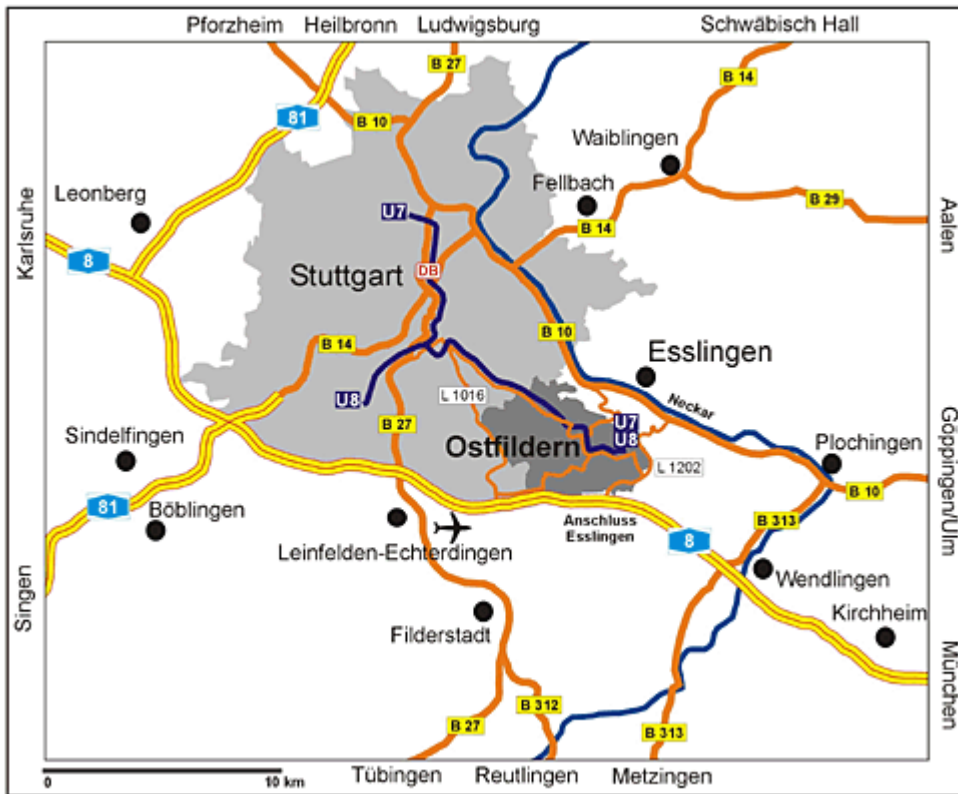 Pforzheim Heilbronn Ludwigsburg Schwäbisch Hall
B 27
B 14
81
B 10
Waiblingen
Karlsruhe
Leonberg
Fellbach
B 29
Aalen
U7
B 14
8
Stuttgart
DB
B 10
B 14
Esslingen
L 1016
U8
Neckar
B 27
U7
U8
Göppingen/Ulm
Sindelfingen
Ostfildern
Plochingen
L 1202
B 10
81
Böblingen
Anschluss
Esslingen
B 313
8
Leinfelden-Echterdingen
Singen
Wendlingen
Kirchheim
Filderstadt
München
B 312
B 27
B 313
0 10 km
Tübingen Reutlingen Metzingen